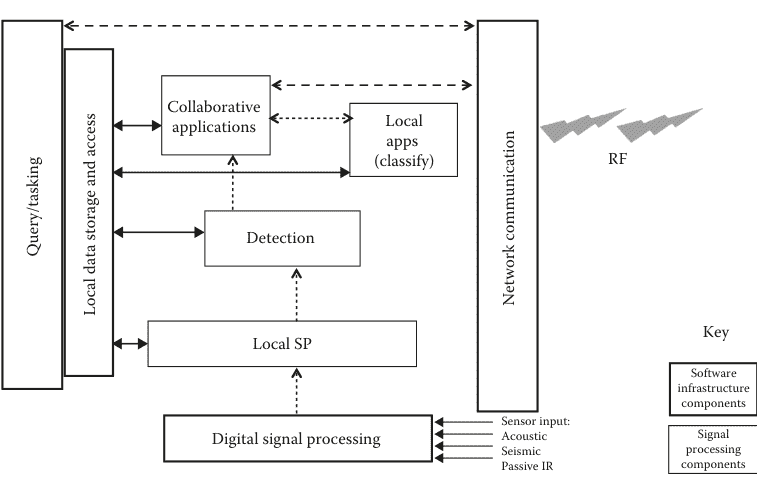 Query/tasking
Local data storage and access
Collaborative
applications
Local
apps
(classify)
Detection
Local SP
Digital signal processing
Network communication
RF
Sensor input:
Acoustic
Seismic
Passive IR
Key
Software
infrastructure
components
Signal
processing
components